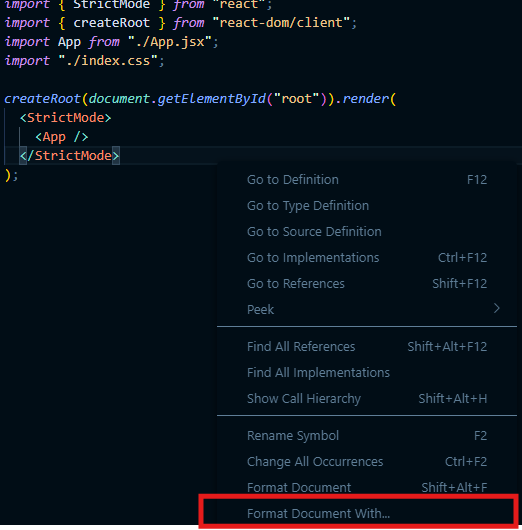 import { StrictMode } from "react";
import { createRoot } from "react-dom/client";
import App from "./App.jsx";
import "./index.css";
createRoot(document.getElementById("root")).render(
<StrictMode>
<App />
</StrictMode>
);
Go to Definition F12
Go to Type Definition
Go to Source Definition
Go to Implementations Ctrl+F12
Go to References Shift+F12
Peek
Find All References Shift+Alt+F12
Find All Implementations
Show Call Hierarchy Shift+Alt+H
Rename Symbol F2
Change All Occurrences Ctrl+F2
Format Document Shift+Alt+F
Format Document With...